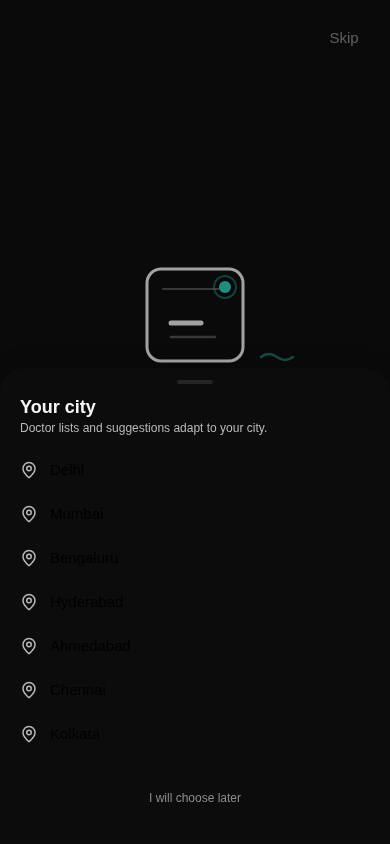 Skip
Your city
Doctor lists and suggestions adapt to your city.
Delhi
Mumbai
Bengaluru
Hyderabad
Ahmedabad
Chennai
Kolkata
I will choose later